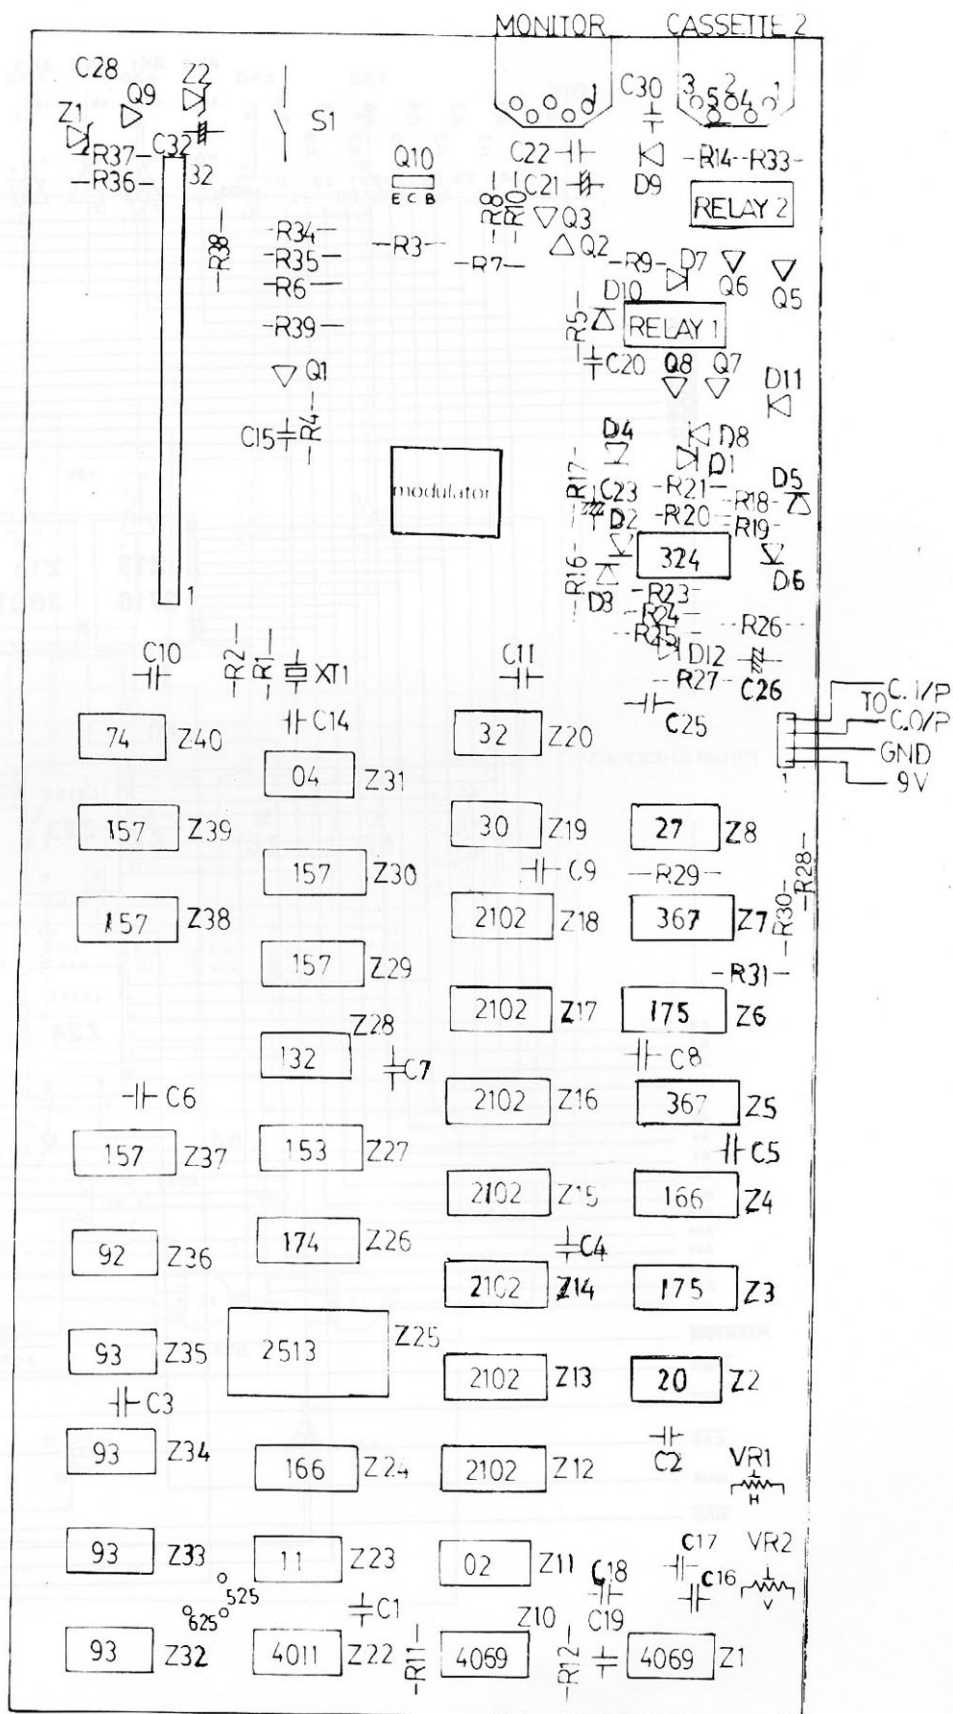 MONITOR CASSETTE 2
C28 Z2
Z1 Q9
C32
R37
R36
32
S1
Q10
E C B
C22
C21
1
C30
3 2 1
5 4
D9
R14 R33
RELAY 2
R38
R34
R35
R6
R39
R3
R8
R10
R7
Q3
Q2
R9
D7
Q6
Q5
D10
R5
RELAY 1
C20
Q8 Q7
D11
Q1
C15
R4
modulator
D4
D8
D1
R17
C23
R21
R20
R18
R19
D5
D2
324
D6
R16
D3
R23
R24
R25
R26
D12
R27
C26
C25
1
C10
R2
R1
XT1
C14
C11
TO C. I/P
C.O/P
GND
9V
1
74 Z40
04 Z31
32 Z20
157 Z39
157 Z30
30 Z19
27 Z8
C9
R29
R28
R30
157 Z38
157 Z29
2102 Z18
367 Z7
R31
2102 Z17
175 Z6
132 Z28
C7
C8
C6
2102 Z16
367 Z5
157 Z37
153 Z27
C5
2102 Z15
166 Z4
92 Z36
174 Z26
C4
2102 Z14
175 Z3
93 Z35
2513 Z25
2102 Z13
20 Z2
C3
93 Z34
166 Z24
2102 Z12
C2
VR1
H
93 Z33
11 Z23
02 Z11
C18
C17
C16
VR2
V
525
625
C1
C19
93 Z32
4011 Z22
R11
4069 Z10
R12
4069 Z1